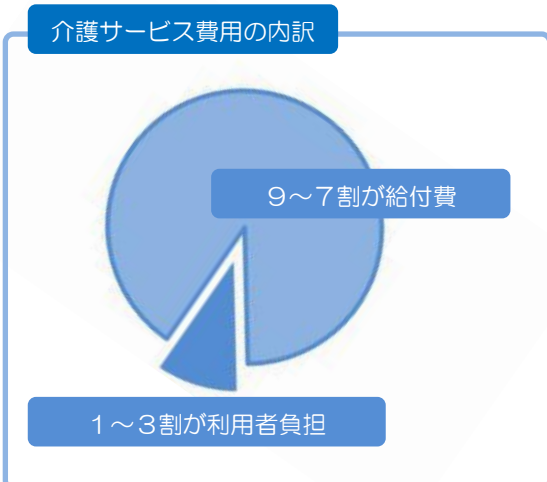 介護サービス費用の内訳
９～７割が給付費
１～３割が利用者負担